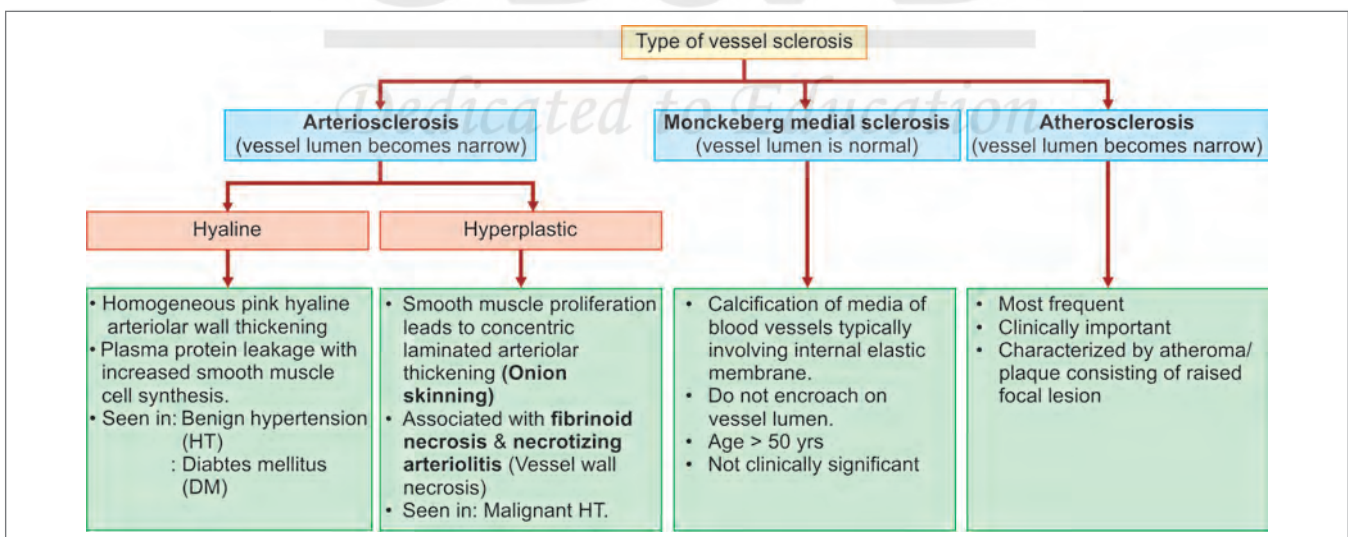 Dedicated to Education
Type of vessel sclerosis
Arteriosclerosis
(vessel lumen becomes narrow)
Monckeberg medial sclerosis
(vessel lumen is normal)
Atherosclerosis
(vessel lumen becomes narrow)
Hyaline
Hyperplastic
• Homogeneous pink hyaline
arteriolar wall thickening
• Plasma protein leakage with
increased smooth muscle
cell synthesis.
• Seen in: Benign hypertension
(HT)
: Diabtes mellitus
(DM)
• Smooth muscle proliferation
leads to concentric
laminated arteriolar
thickening (Onion
skinning)
• Associated with fibrinoid
necrosis & necrotizing
arteriolitis (Vessel wall
necrosis)
• Seen in: Malignant HT.
• Calcification of media of
blood vessels typically
involving internal elastic
membrane.
• Do not encroach on
vessel lumen.
• Age > 50 yrs
• Not clinically significant
• Most frequent
• Clinically important
• Characterized by atheroma/
plaque consisting of raised
focal lesion